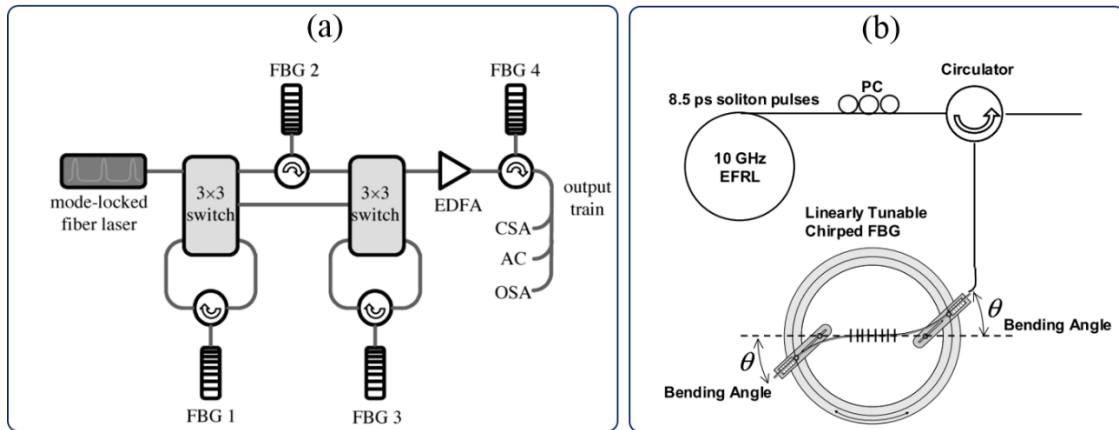 (a)
FBG 2
FBG 4
mode-locked
fiber laser
3×3
switch
3×3
switch
EDFA
output
train
CSA
AC
OSA
FBG 1
FBG 3
(b)
Circulator
PC
8.5 ps soliton pulses
10 GHz
EFRL
Linearly Tunable
Chirped FBG
θ
Bending Angle
θ
Bending Angle